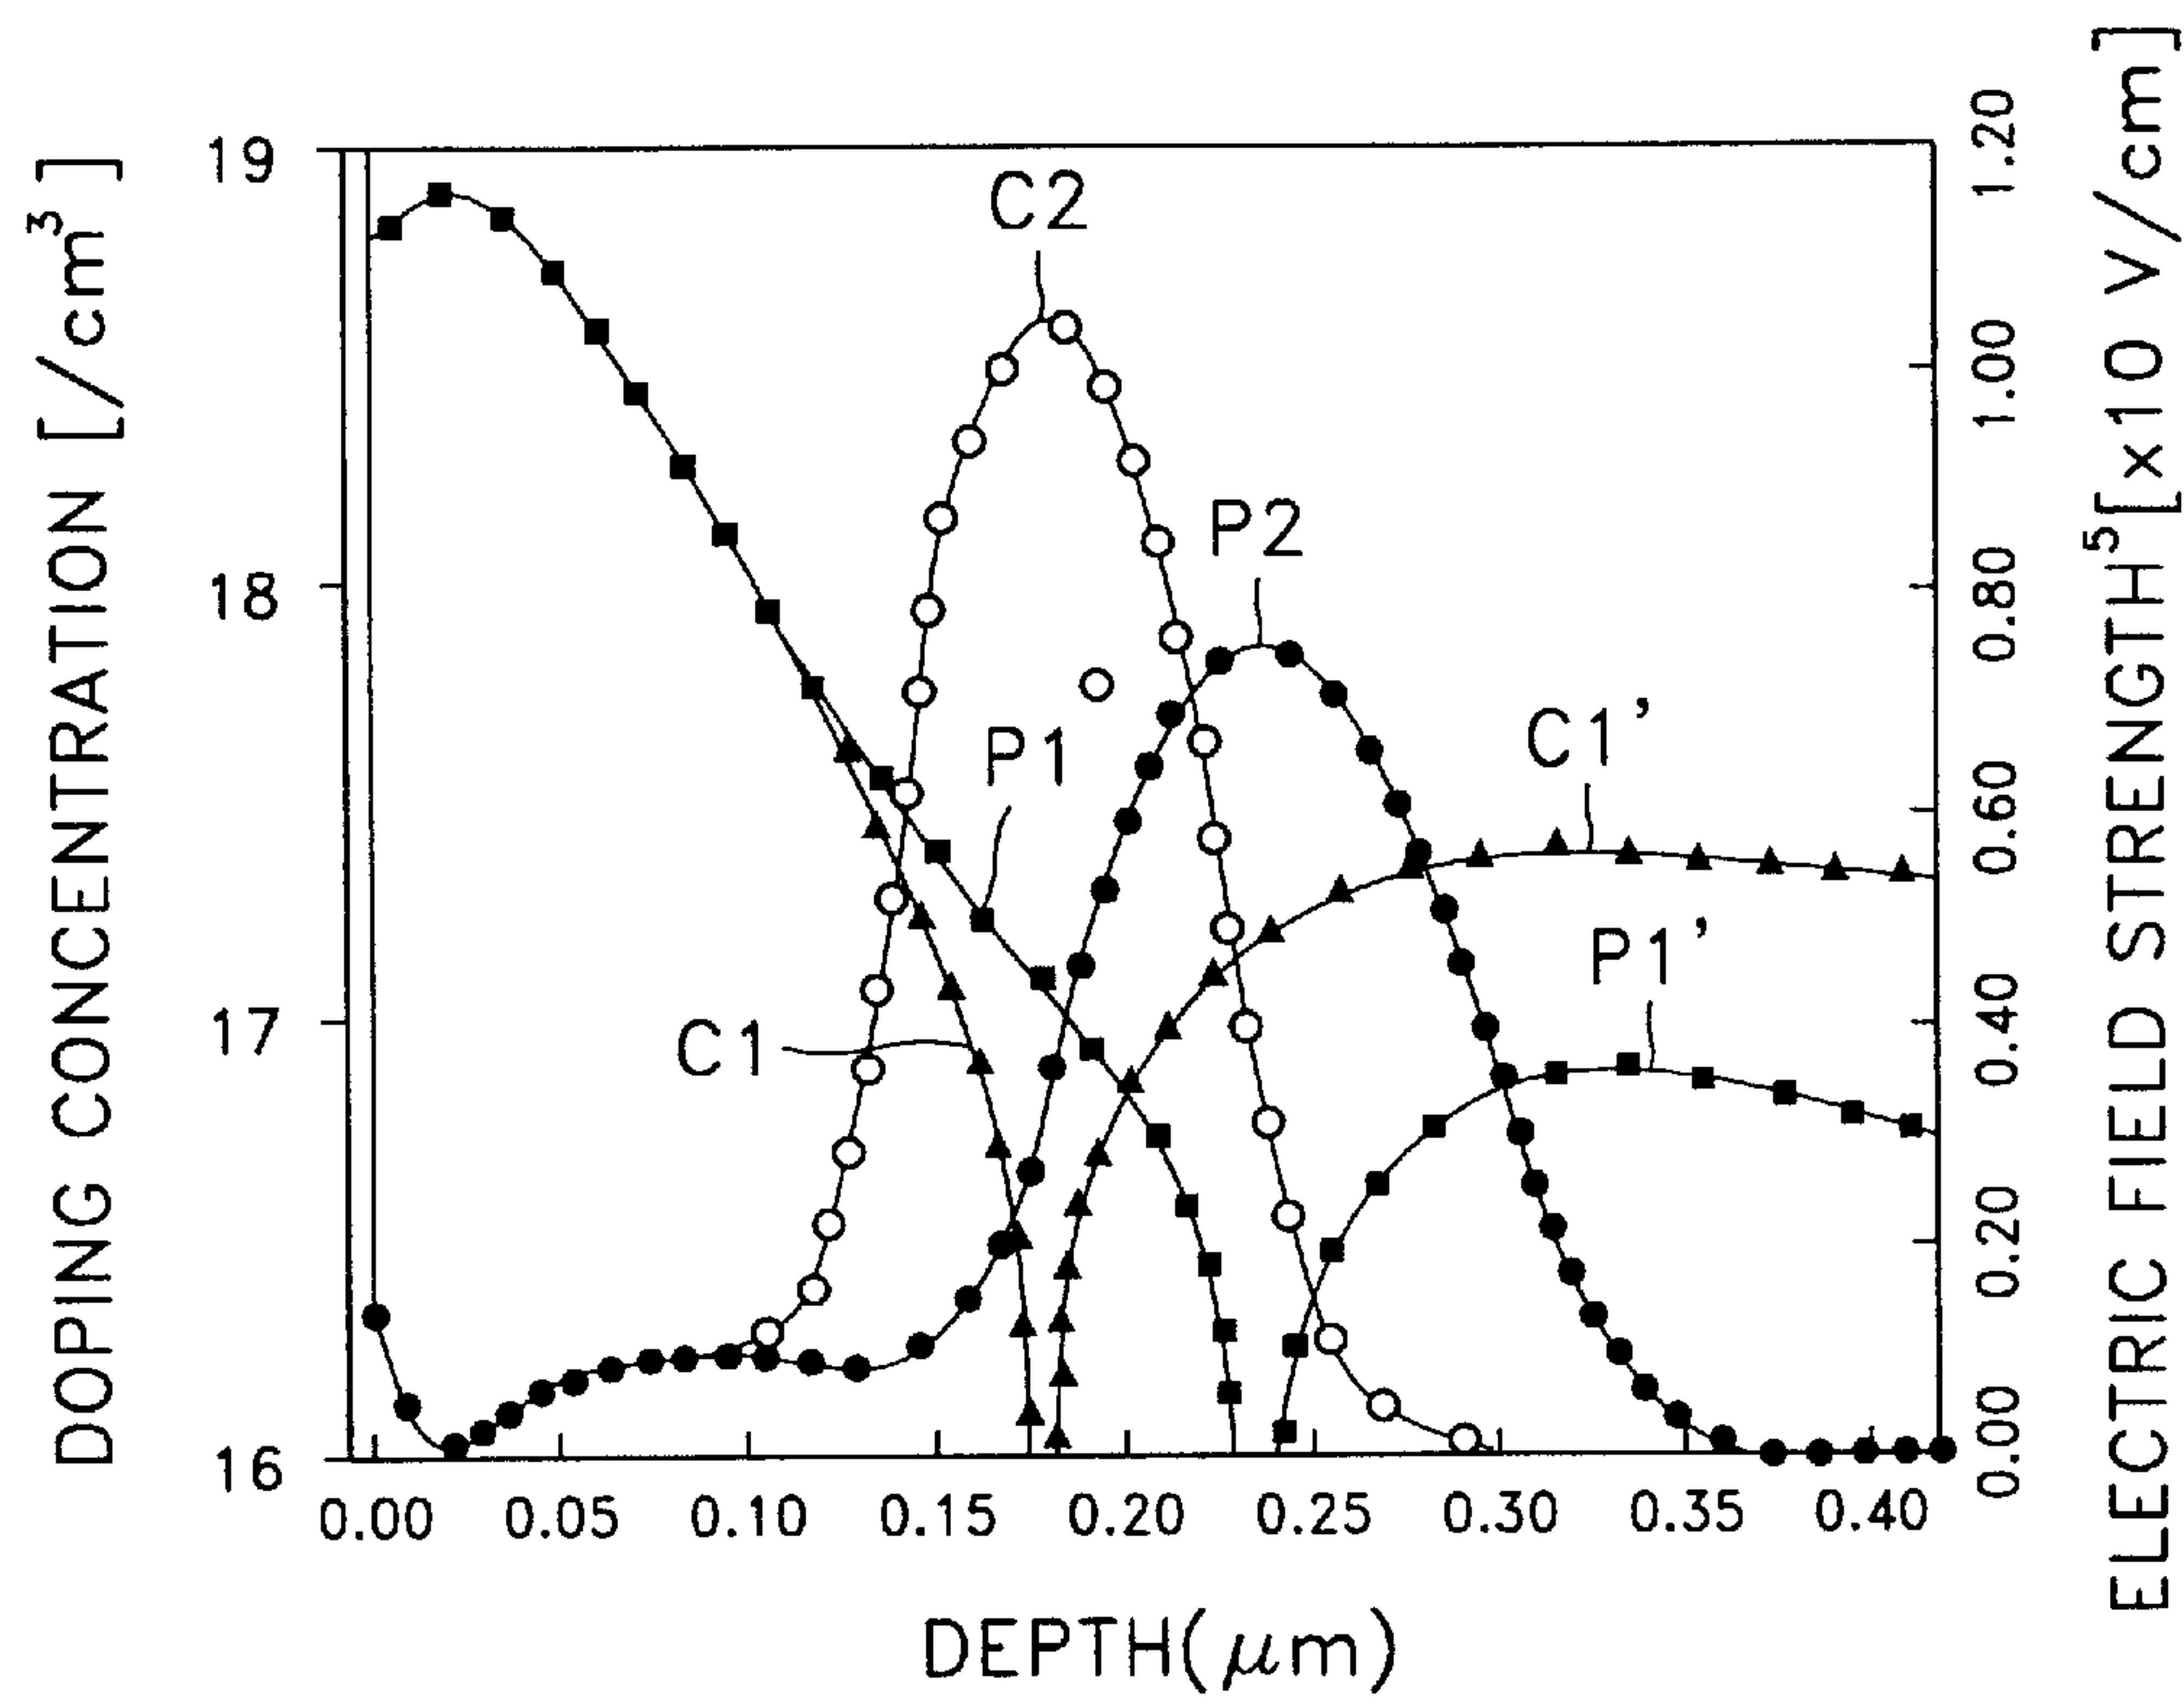 DOPING CONCENTRATION [/cm³]
19
18
17
16
C2
P2
P1
C1
C1'
P1'
1.20
1.00
0.80
0.60
0.40
0.20
0.00
ELECTRIC FIELD STRENGTH⁵[x10 V/cm]
0.00 0.05 0.10 0.15 0.20 0.25 0.30 0.35 0.40
DEPTH(μm)